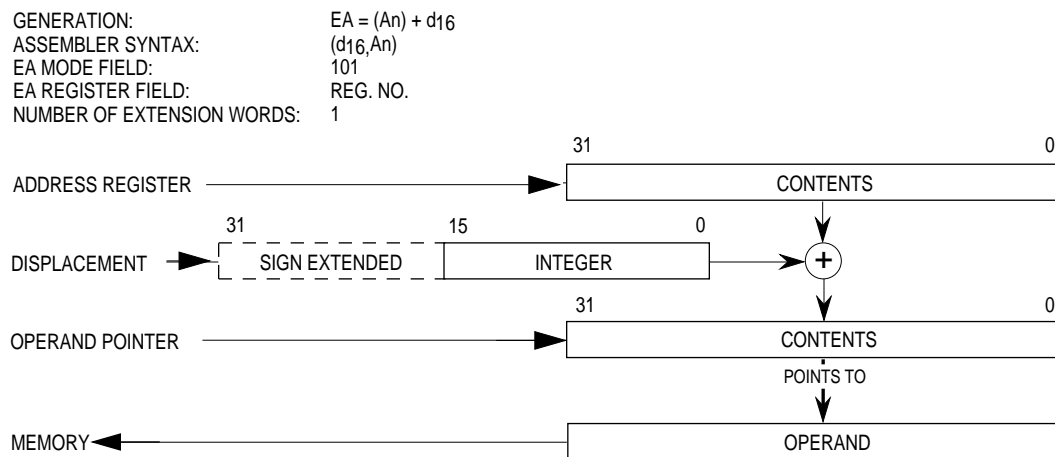 GENERATION: EA = (An) + d16
ASSEMBLER SYNTAX: (d16,An)
EA MODE FIELD: 101
EA REGISTER FIELD: REG. NO.
NUMBER OF EXTENSION WORDS: 1
31 0
ADDRESS REGISTER CONTENTS
31 15 0
DISPLACEMENT SIGN EXTENDED INTEGER +
31 0
OPERAND POINTER CONTENTS
POINTS TO
MEMORY OPERAND